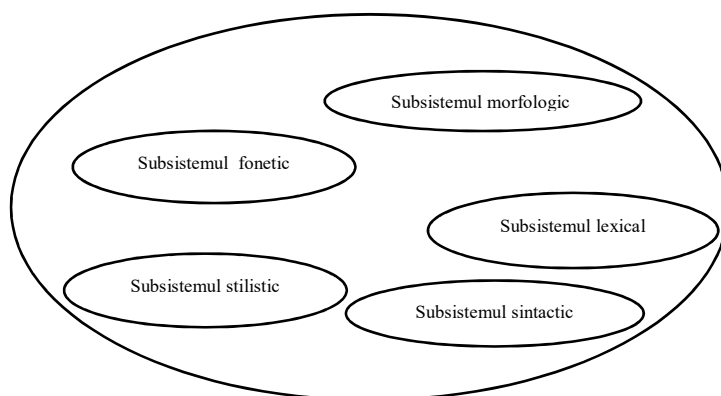 Subsistemul morfologic
Subsistemul fonetic
Subsistemul lexical
Subsistemul stilistic
Subsistemul sintactic